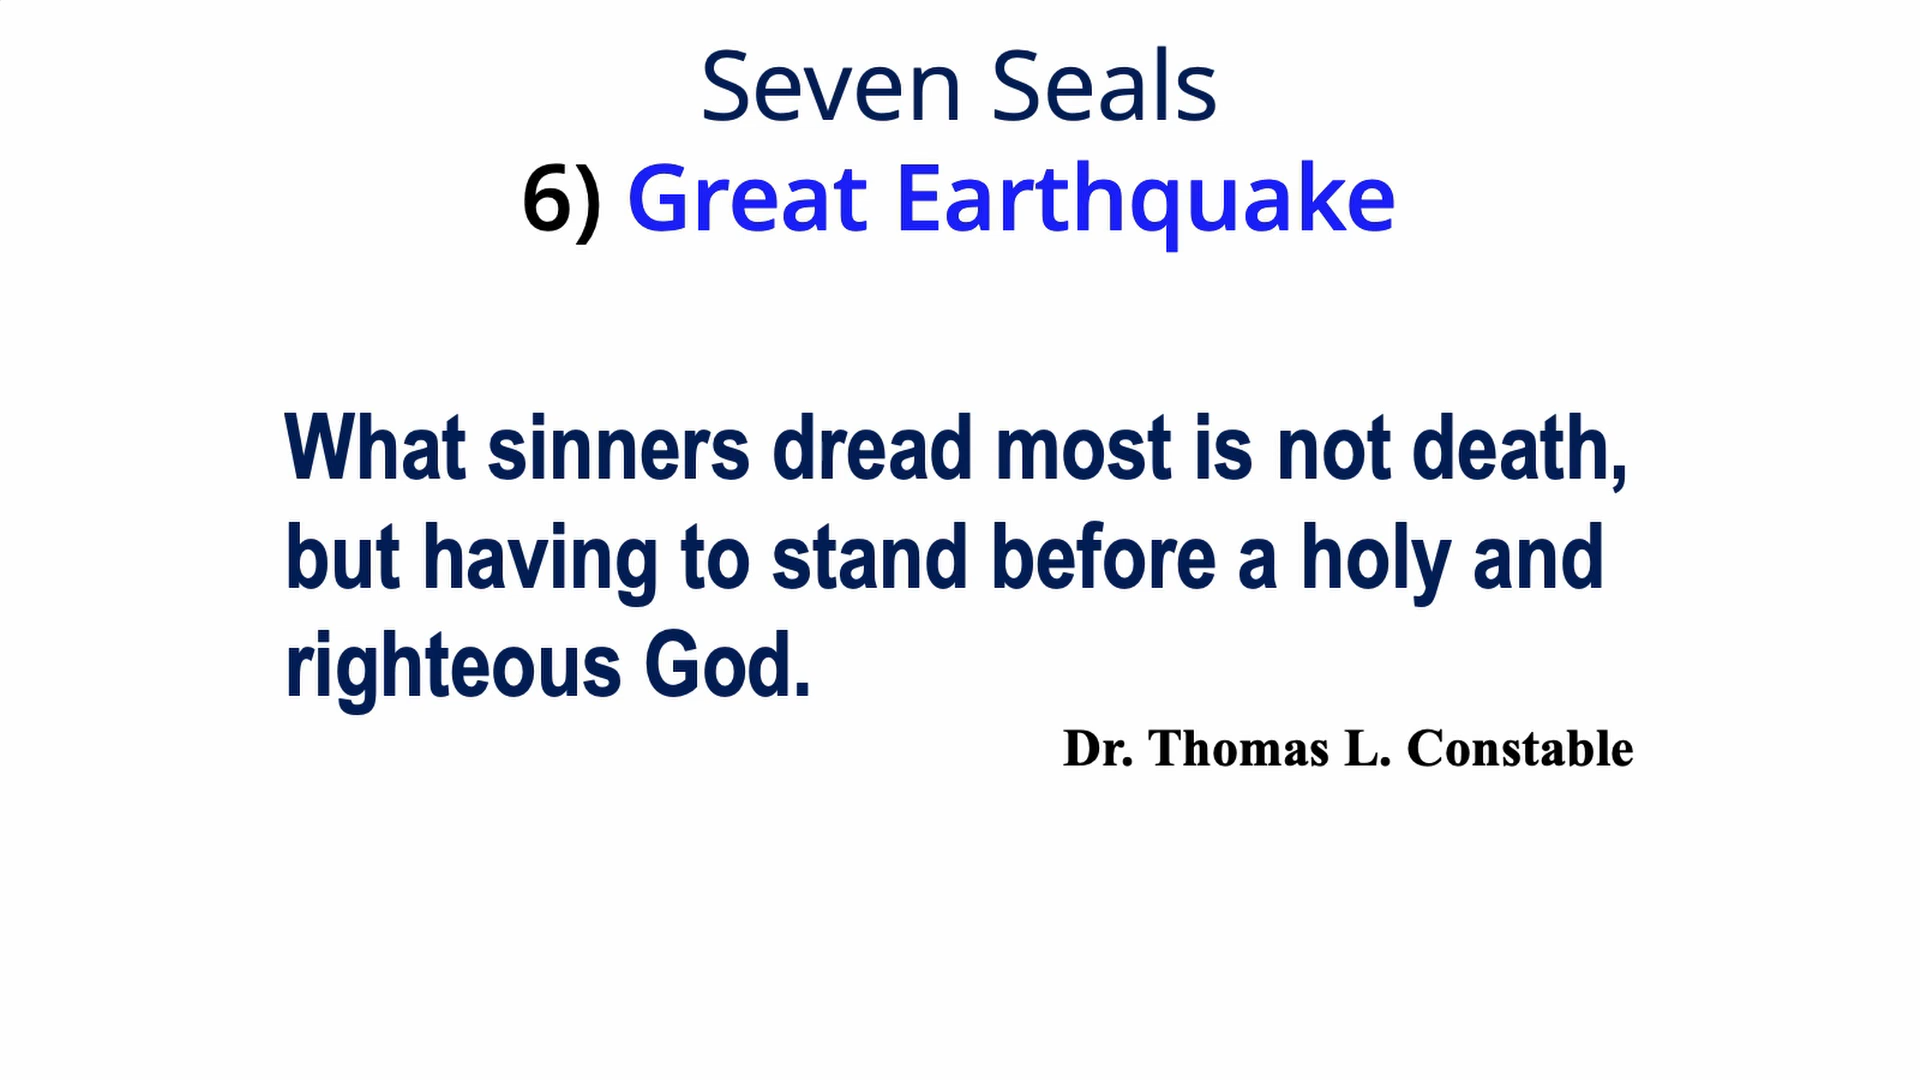 Seven Seals
6) Great Earthquake
What sinners dread most is not death,
but having to stand before a holy and
righteous God.
Dr. Thomas L. Constable